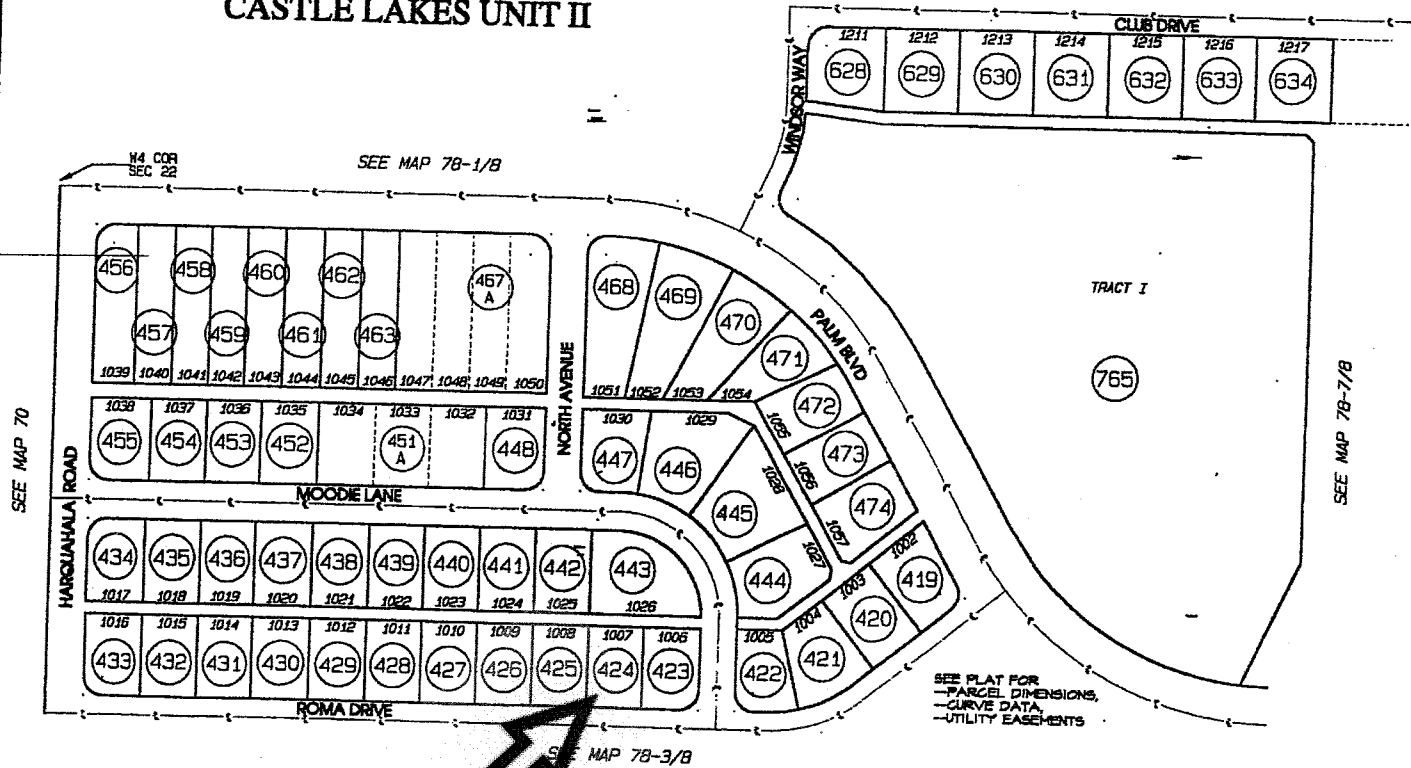 CASTLE LAKES UNIT II
CLUB DRIVE
1211 1212 1213 1214 1215 1216 1217
628 629 630 631 632 633 634
WINDSOR WAY
W4 COR
SEC 22
SEE MAP 78-1/8
456 458 460 462 467
A
457 459 461 463
1039 1040 1041 1042 1043 1044 1045 1046 1047 1048 1049 1050
NORTH AVENUE
468 469 470 471 472 473 474
1051 1052 1053 1054
1055
1056
1057
PALM BLVD
TRACT I
765
SEE MAP 78-7/8
SEE MAP 70
HARQUAHALA ROAD
1038 1037 1036 1035 1034 1033 1032 1031
455 454 453 452 451 448
A
MOODIE LANE
1030 1029
1028
1027
447 446 445 444
434 435 436 437 438 439 440 441 442 443
1017 1018 1019 1020 1021 1022 1023 1024 1025 1026
1016 1015 1014 1013 1012 1011 1010 1009 1008 1007 1006
433 432 431 430 429 428 427 426 425 424 423
ROMA DRIVE
1005 1004 1003 1002
422 421 420 419
SEE PLAT FOR
—PARCEL DIMENSIONS,
—CURVE DATA,
—UTILITY EASEMENTS
SEE MAP 78-3/8